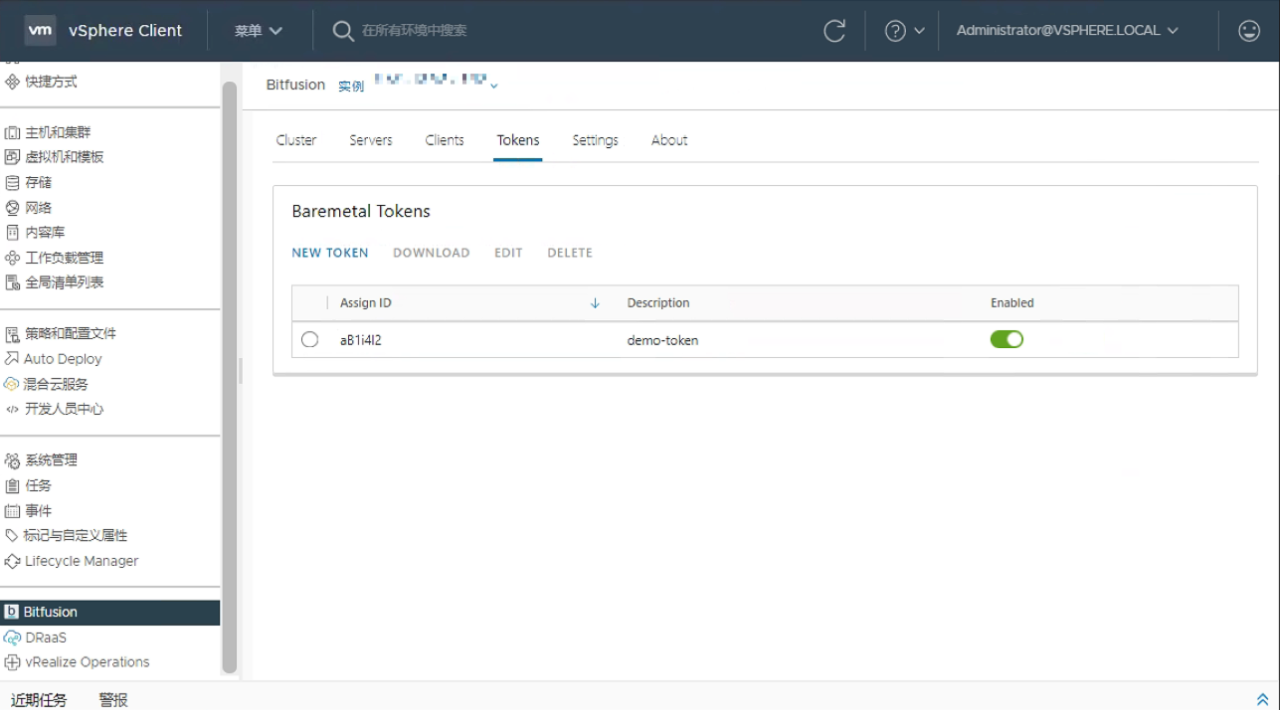 vm vSphere Client 菜单 在所有环境中搜索 Administrator@VSPHERE.LOCAL
快捷方式
主机和集群
虚拟机和模板
存储
网络
内容库
工作负载管理
全局清单列表
策略和配置文件
Auto Deploy
混合云服务
开发人员中心
系统管理
任务
事件
标记与自定义属性
Lifecycle Manager
Bitfusion
DRaaS
vRealize Operations
Bitfusion 实例
Cluster Servers Clients Tokens Settings About
Baremetal Tokens
NEW TOKEN DOWNLOAD EDIT DELETE
Assign ID Description Enabled
aB1i4I2 demo-token
近期任务 警报